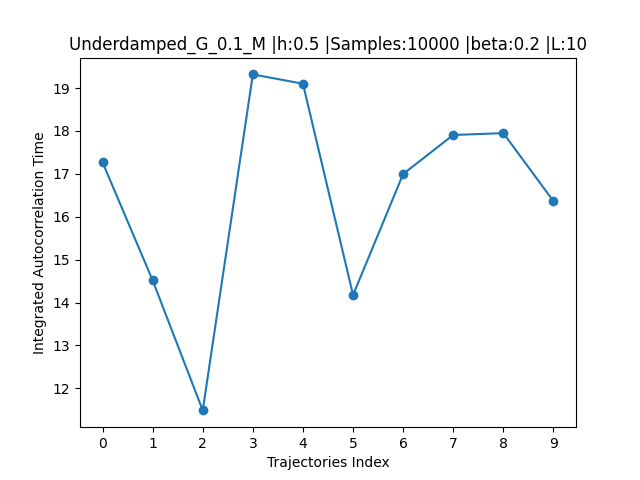 Underdamped_G_0.1_M |h:0.5 |Samples:10000 |beta:0.2 |L:10
Integrated Autocorrelation Time
19
18
17
16
15
14
13
12
0 1 2 3 4 5 6 7 8 9
Trajectories Index